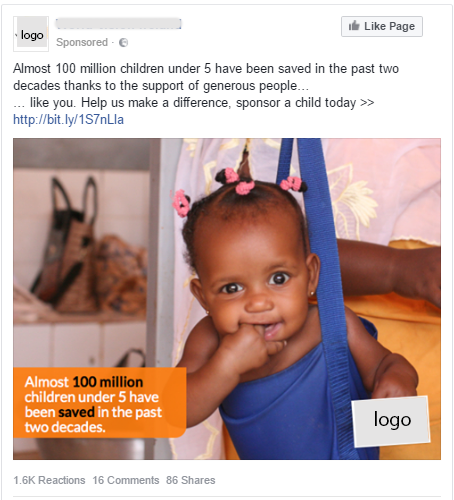 logo
Like Page
Sponsored ·
Almost 100 million children under 5 have been saved in the past two
decades thanks to the support of generous people…
… like you. Help us make a difference, sponsor a child today >>
http://bit.ly/1S7nLla
Almost 100 million
children under 5 have
been saved in the past
two decades.
logo
1.6K Reactions 16 Comments 86 Shares